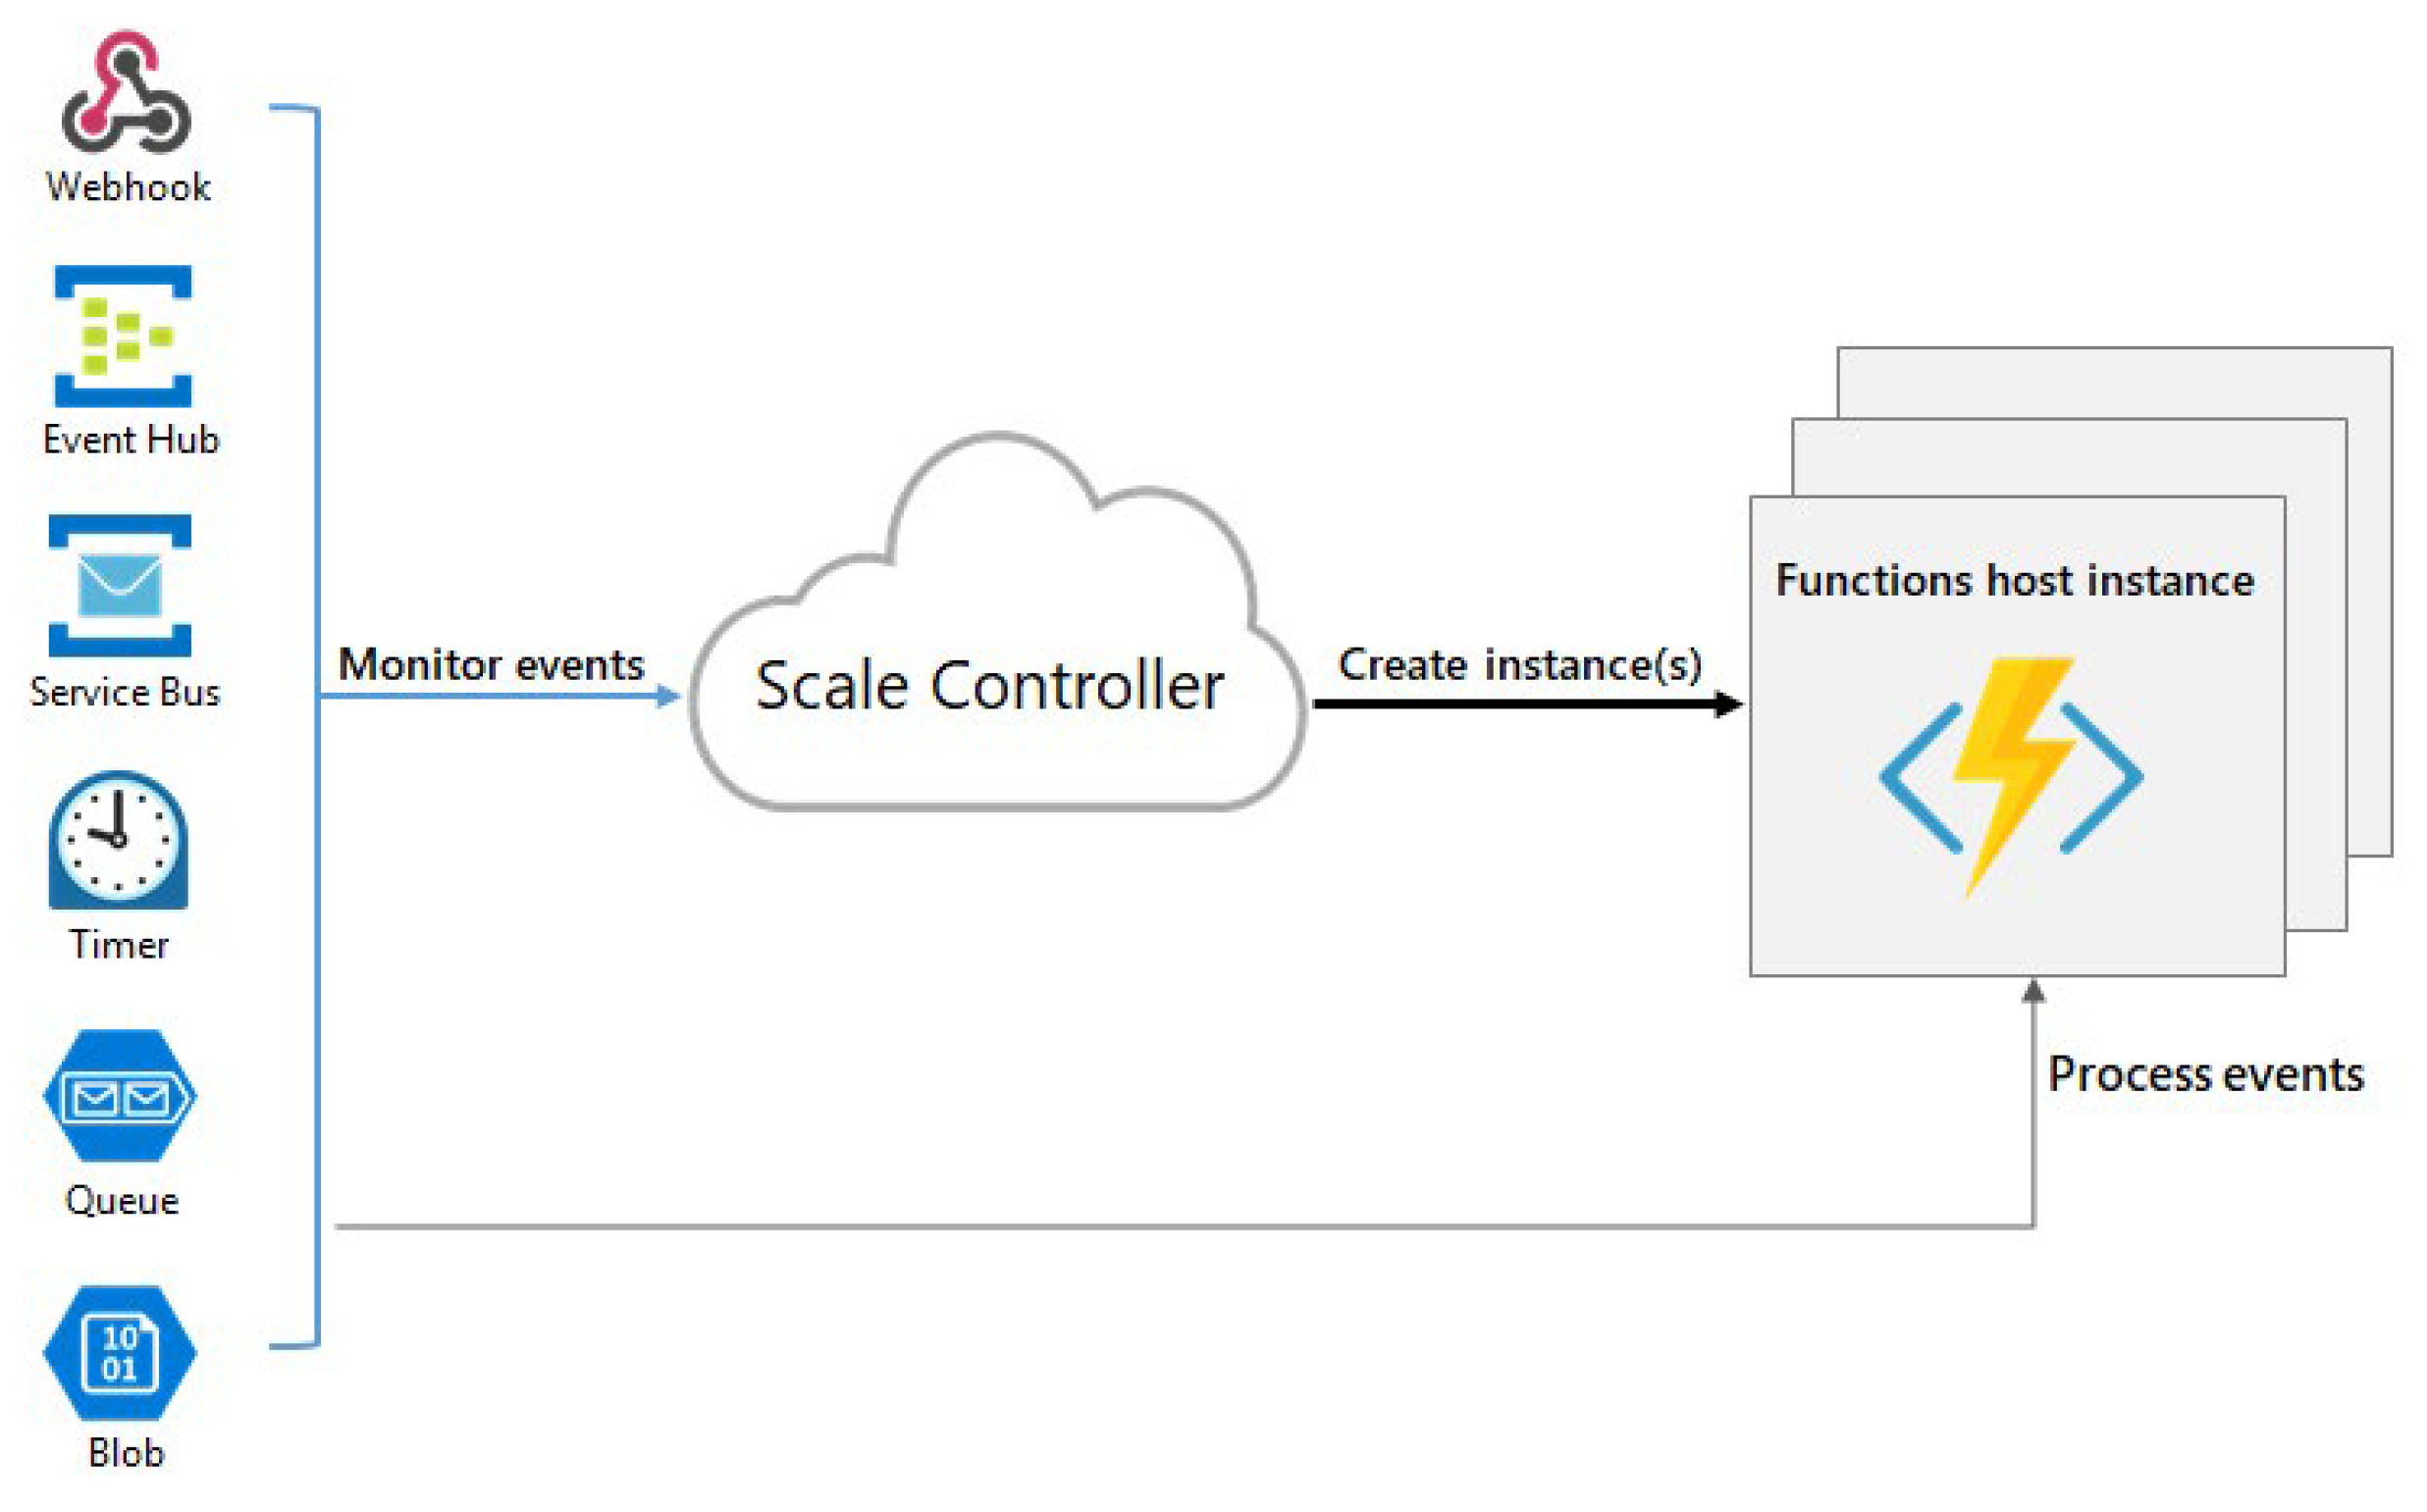 Webhook
Event Hub
Service Bus
Timer
Queue
10
01
Blob
Monitor events
Scale Controller
Create instance(s)
Functions host instance
Process events